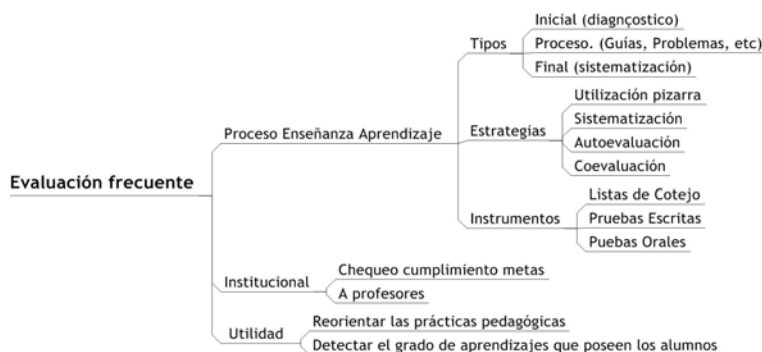 Evaluación frecuente
Proceso Enseñanza Aprendizaje
Tipos
Inicial (diagnçostico)
Proceso. (Guías, Problemas, etc)
Final (sistematización)
Estrategias
Utilización pizarra
Sistematización
Autoevaluación
Coevaluación
Instrumentos
Listas de Cotejo
Pruebas Escritas
Puebas Orales
Institucional
Chequeo cumplimiento metas
A profesores
Utilidad
Reorientar las prácticas pedagógicas
Detectar el grado de aprendizajes que poseen los alumnos